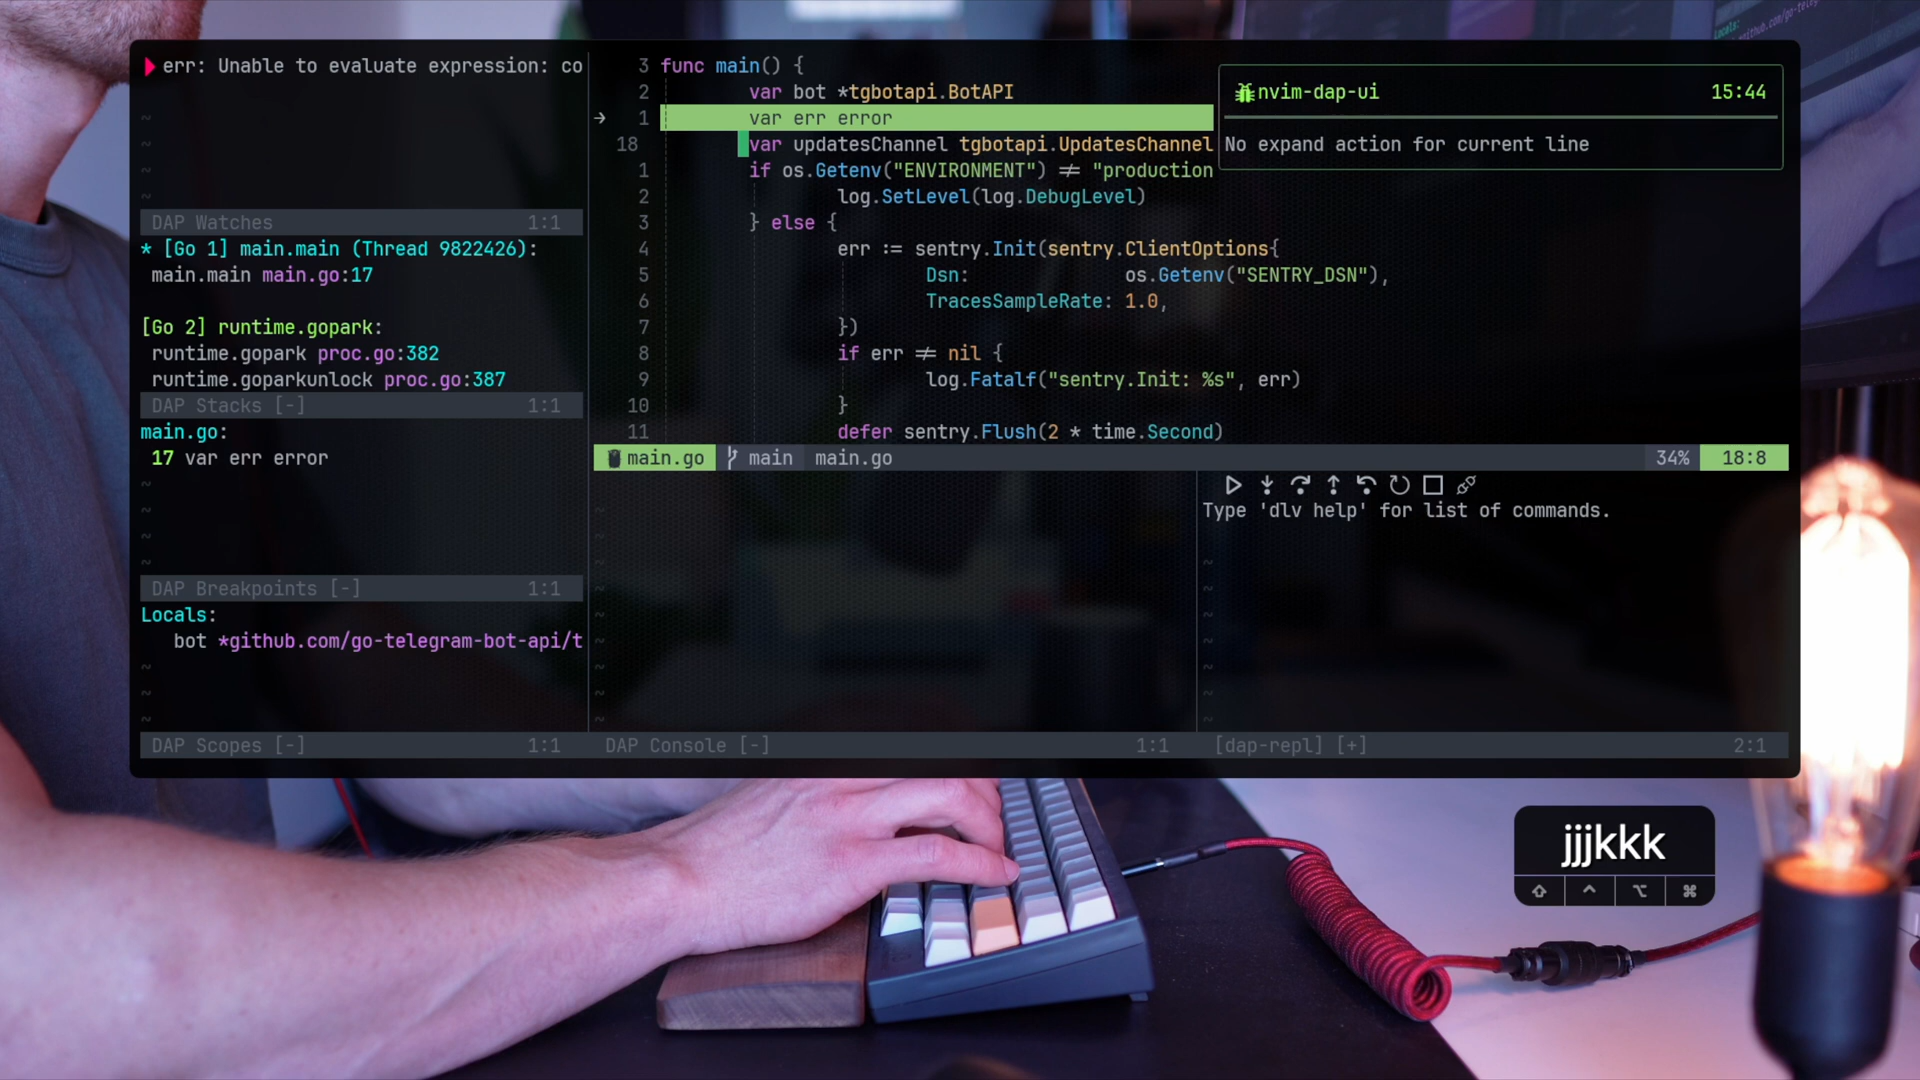 err: Unable to evaluate expression: co
DAP Watches 1:1
* [Go 1] main.main (Thread 9822426):
main.main main.go:17
[Go 2] runtime.gopark:
runtime.gopark proc.go:382
runtime.goparkunlock proc.go:387
DAP Stacks [-] 1:1
main.go:
17 var err error
DAP Breakpoints [-] 1:1
Locals:
bot *github.com/go-telegram-bot-api/t
DAP Scopes [-] 1:1
3 func main() {
2 var bot *tgbotapi.BotAPI
→ 1 var err error
18 var updatesChannel tgbotapi.UpdatesChannel
1 if os.Getenv("ENVIRONMENT") ≠ "production
2 log.SetLevel(log.DebugLevel)
3 } else {
4 err := sentry.Init(sentry.ClientOptions{
5 Dsn: os.Getenv("SENTRY_DSN"),
6 TracesSampleRate: 1.0,
7 })
8 if err ≠ nil {
9 log.Fatalf("sentry.Init: %s", err)
10 }
11 defer sentry.Flush(2 * time.Second)
main.go main main.go 34% 18:8
nvim-dap-ui 15:44
No expand action for current line
DAP Console [-] 1:1
Type 'dlv help' for list of commands.
[dap-repl] [+] 2:1
jjjkkk
⇧ ⌃ ⌥ ⌘